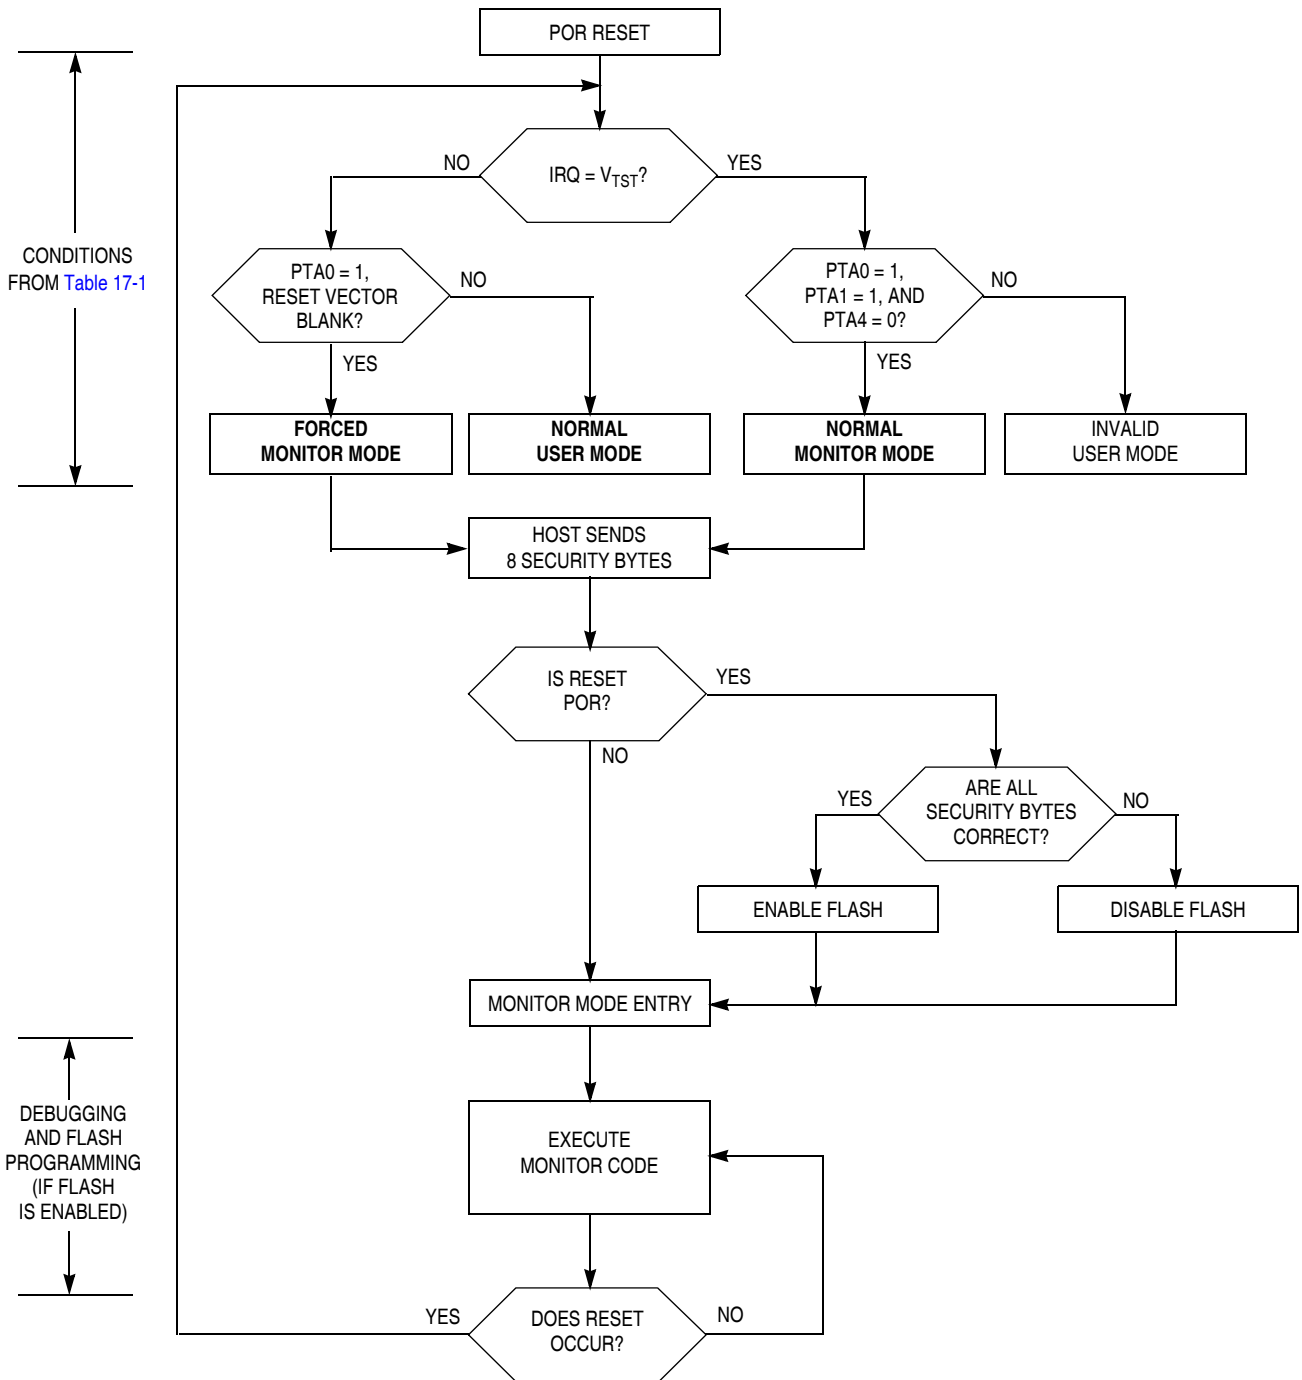 POR RESET
NO
IRQ = VTST?
YES
CONDITIONS
FROM Table 17-1
PTA0 = 1,
RESET VECTOR
BLANK?
NO
YES
PTA0 = 1,
PTA1 = 1, AND
PTA4 = 0?
NO
YES
FORCED
MONITOR MODE
NORMAL
USER MODE
NORMAL
MONITOR MODE
INVALID
USER MODE
HOST SENDS
8 SECURITY BYTES
IS RESET
POR?
YES
NO
YES
ARE ALL
SECURITY BYTES
CORRECT?
NO
ENABLE FLASH
DISABLE FLASH
MONITOR MODE ENTRY
DEBUGGING
AND FLASH
PROGRAMMING
(IF FLASH
IS ENABLED)
EXECUTE
MONITOR CODE
YES
DOES RESET
OCCUR?
NO